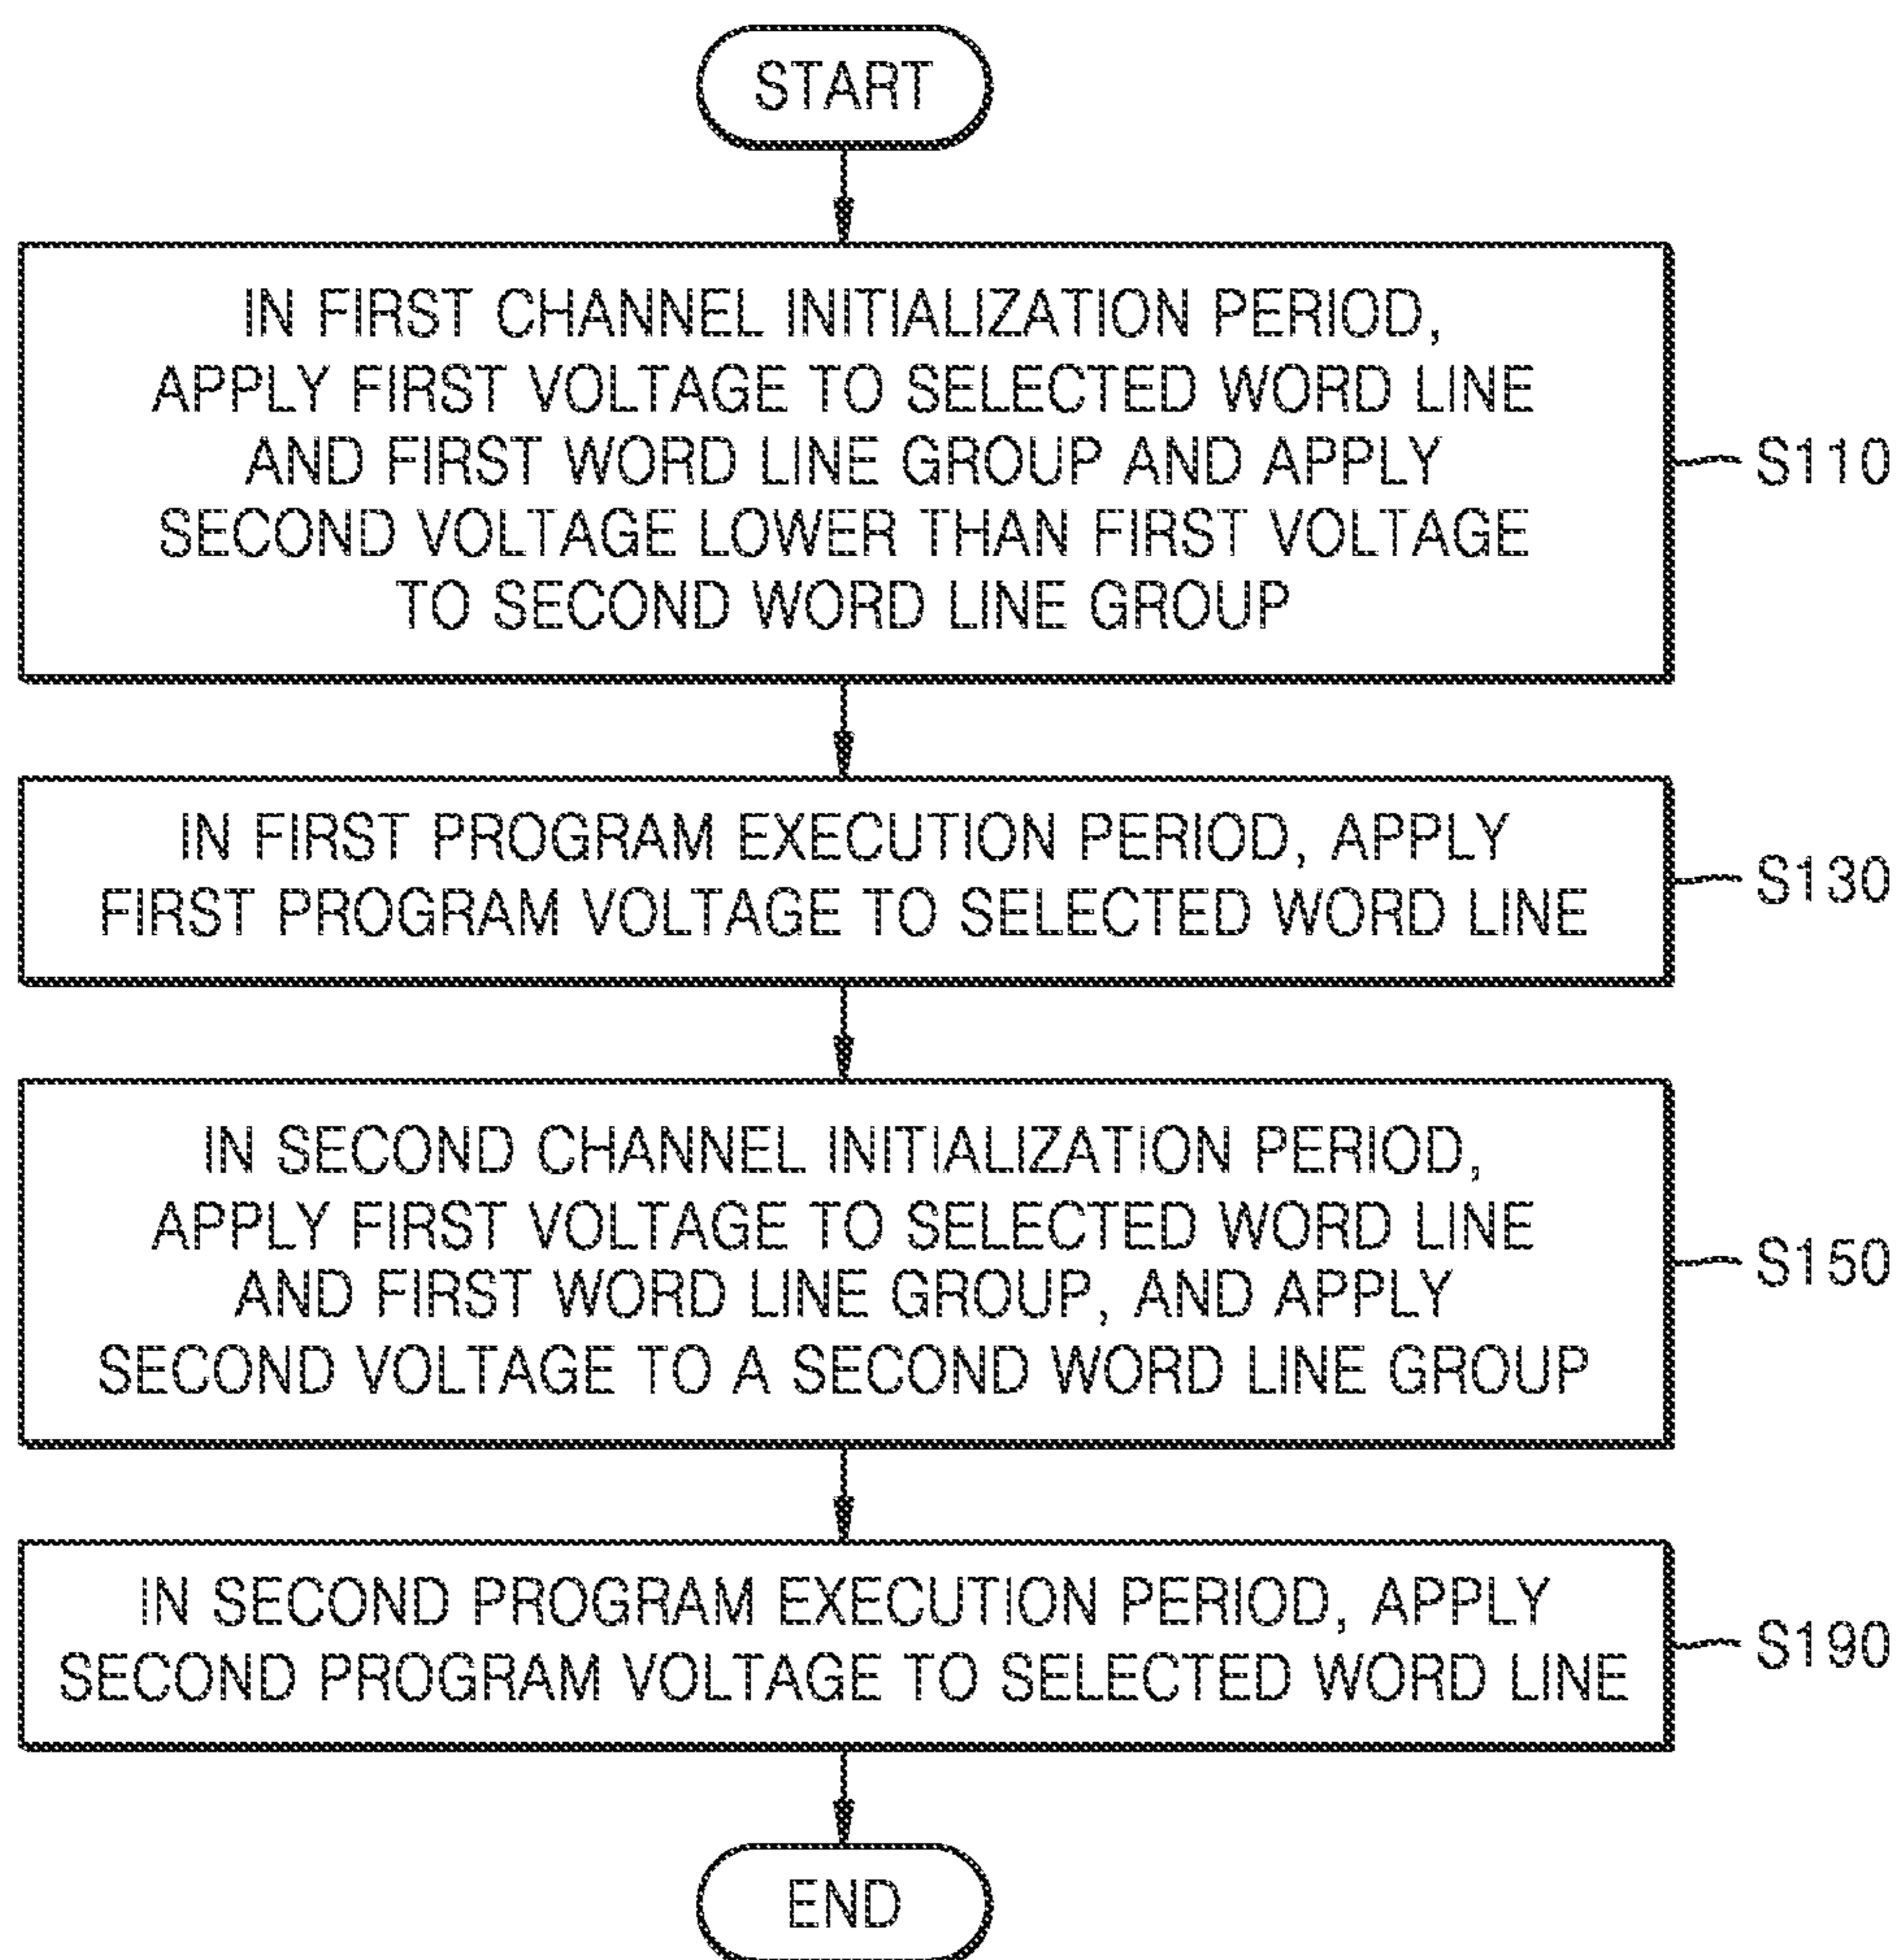 START
IN FIRST CHANNEL INITIALIZATION PERIOD,
APPLY FIRST VOLTAGE TO SELECTED WORD LINE
AND FIRST WORD LINE GROUP AND APPLY
SECOND VOLTAGE LOWER THAN FIRST VOLTAGE
TO SECOND WORD LINE GROUP
S110
IN FIRST PROGRAM EXECUTION PERIOD, APPLY
FIRST PROGRAM VOLTAGE TO SELECTED WORD LINE
S130
IN SECOND CHANNEL INITIALIZATION PERIOD,
APPLY FIRST VOLTAGE TO SELECTED WORD LINE
AND FIRST WORD LINE GROUP, AND APPLY
SECOND VOLTAGE TO A SECOND WORD LINE GROUP
S150
IN SECOND PROGRAM EXECUTION PERIOD, APPLY
SECOND PROGRAM VOLTAGE TO SELECTED WORD LINE
S190
END